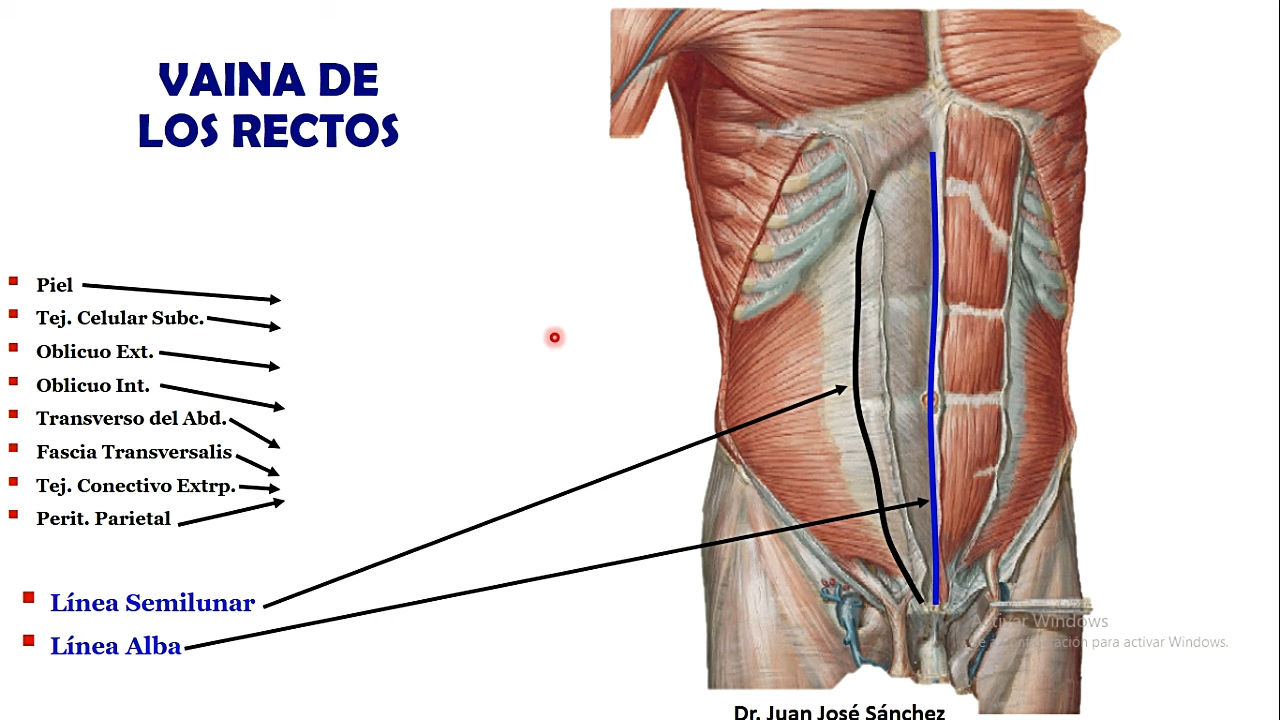 VAINA DE
LOS RECTOS
Piel
Tej. Celular Subc.
Oblicuo Ext.
Oblicuo Int.
Transverso del Abd.
Fascia Transversalis
Tej. Conectivo Extrp.
Perit. Parietal
Línea Semilunar
Línea Alba
Activar Windows
para activar Windows.
Dr. Juan José Sánchez